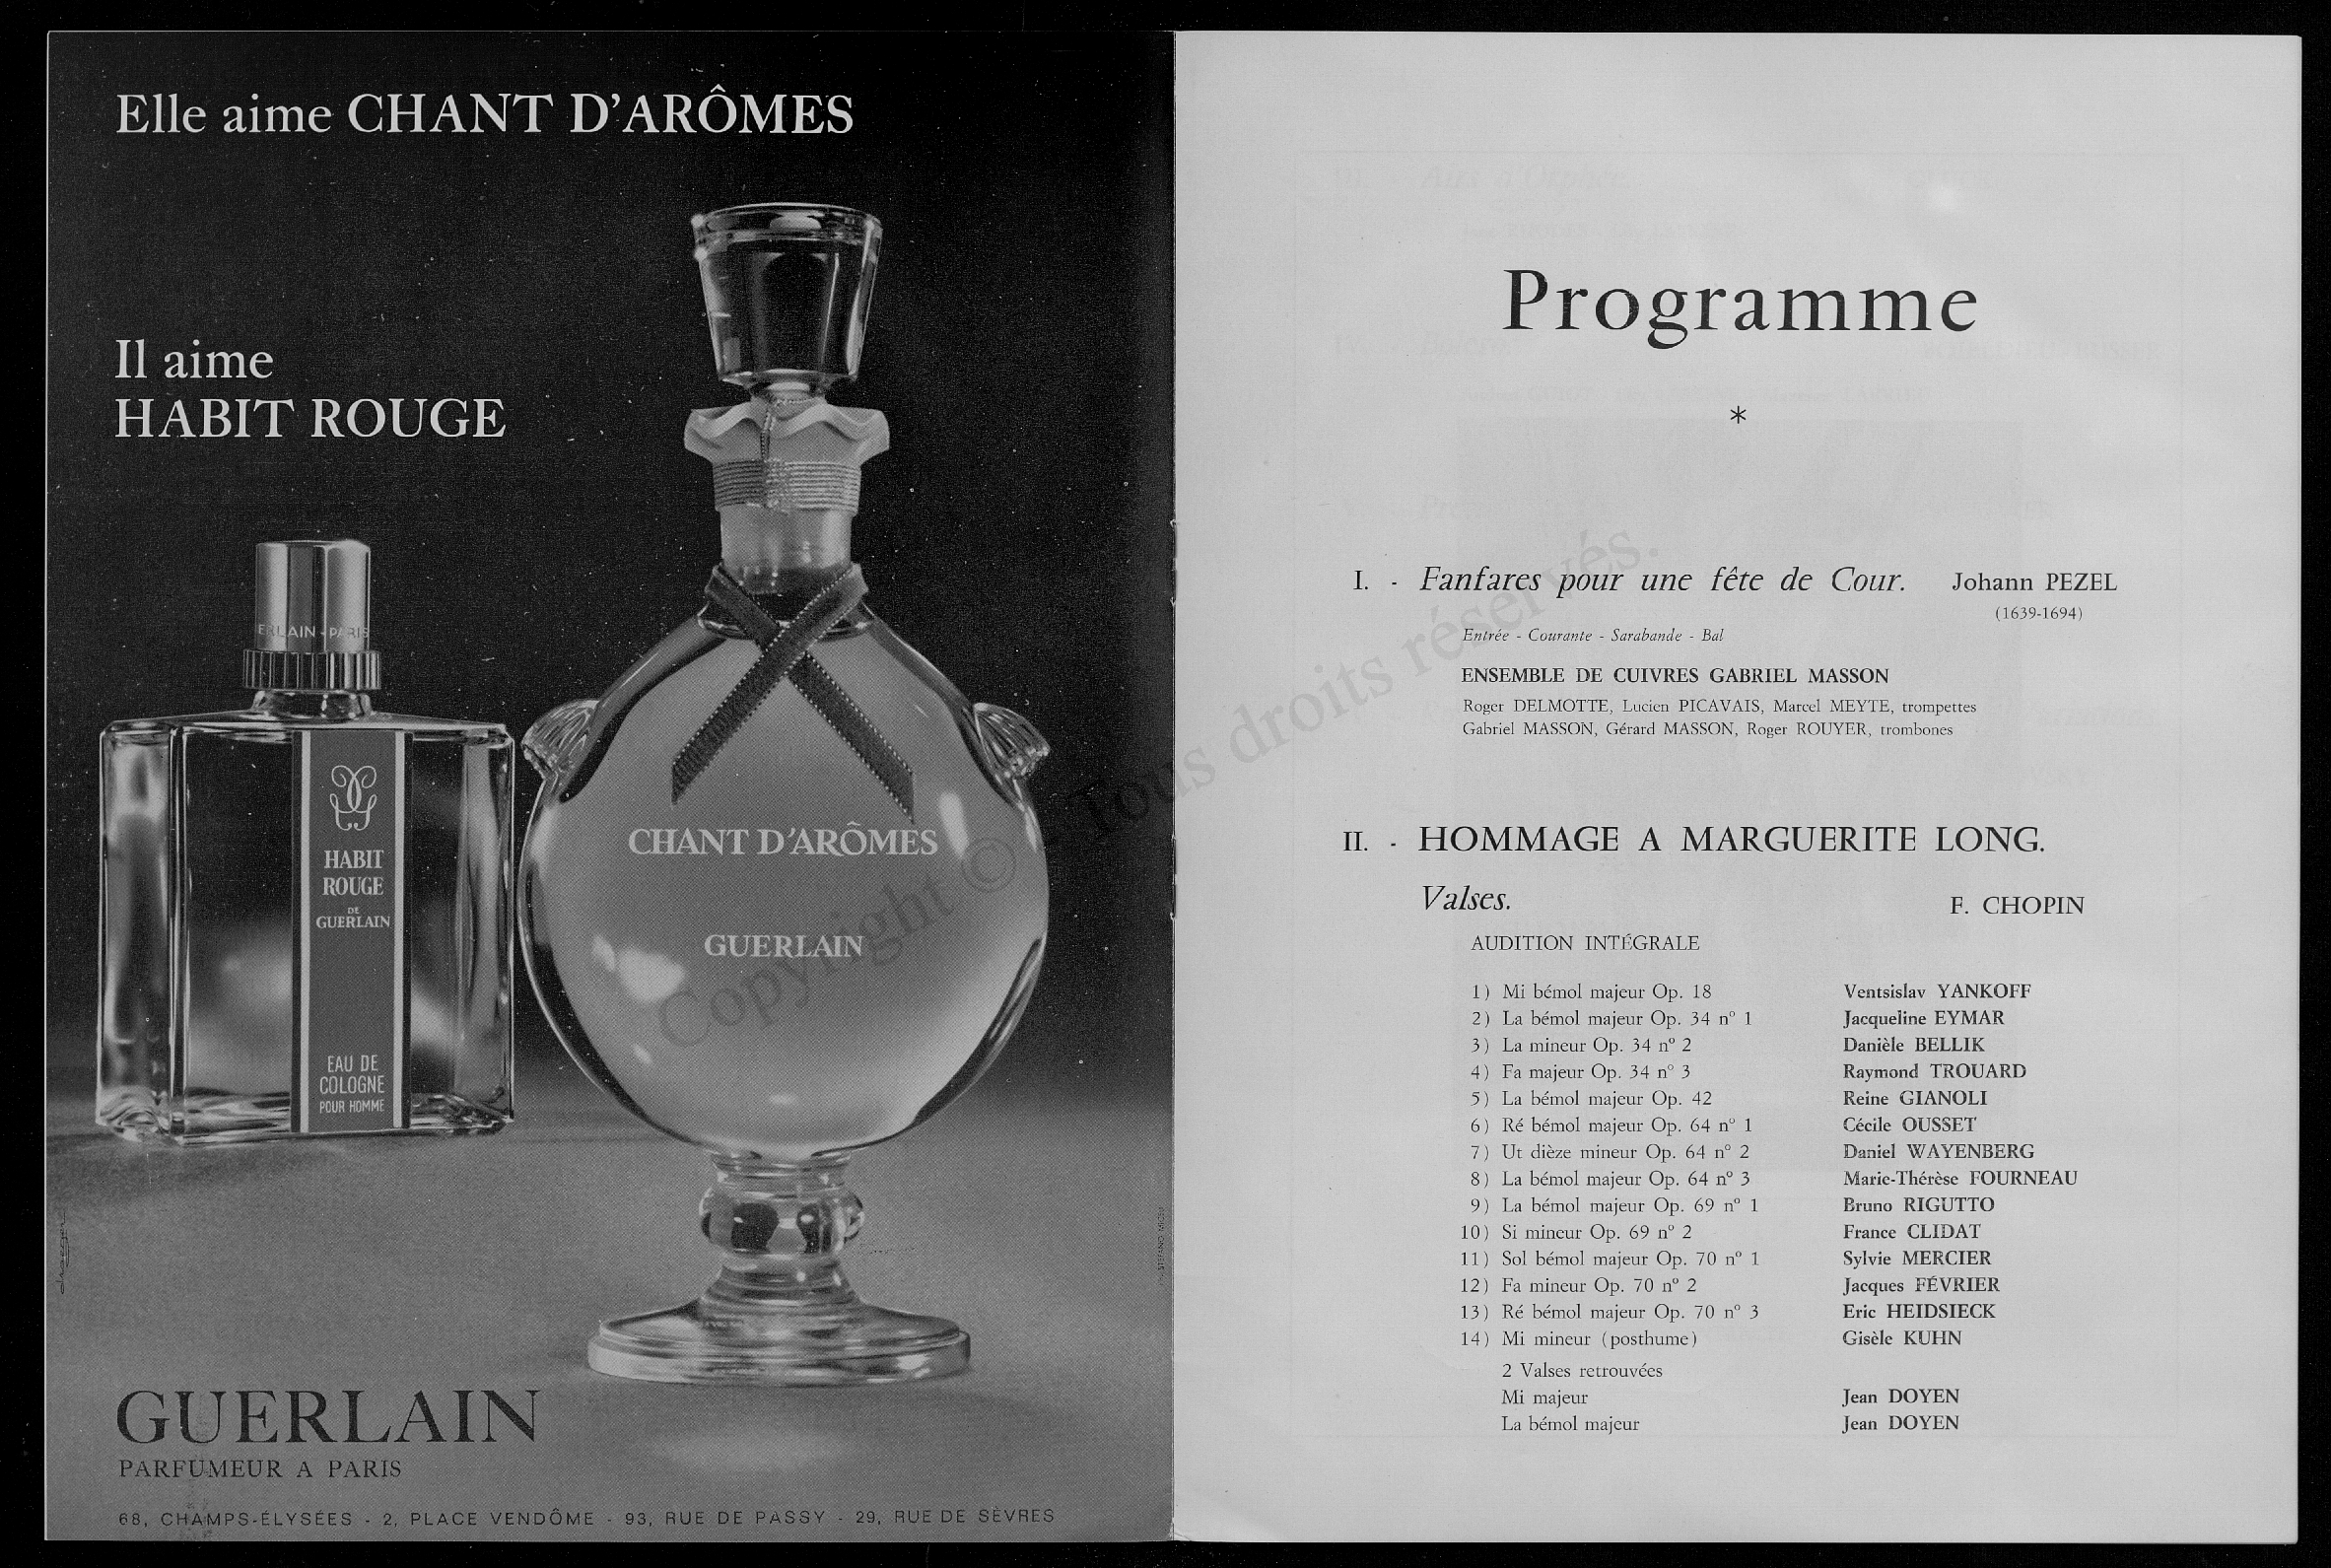 Elle aime CHANT D'ARÔMES
Il aime
HABIT ROUGE
ERLAIN - PARIS
HABIT
ROUGE
DE
GUERLAIN
EAU DE
COLOGNE
POUR HOMME
CHANT D'ARÔMES
GUERLAIN
draeger
GUERLAIN
PARFUMEUR A PARIS
68, CHAMPS-ÉLYSÉES - 2, PLACE VENDÔME - 93, RUE DE PASSY - 29, RUE DE SÈVRES
Copyright © - Tous droits réservés.
Programme
*
I. - Fanfares pour une fête de Cour. Johann PEZEL
(1639-1694)
Entrée - Courante - Sarabande - Bal
ENSEMBLE DE CUIVRES GABRIEL MASSON
Roger DELMOTTE, Lucien PICAVAIS, Marcel MEYTE, trompettes
Gabriel MASSON, Gérard MASSON, Roger ROUYER, trombones
II. - HOMMAGE A MARGUERITE LONG.
Valses. F. CHOPIN
AUDITION INTÉGRALE
1) Mi bémol majeur Op. 18 Ventsislav YANKOFF
2) La bémol majeur Op. 34 n° 1 Jacqueline EYMAR
3) La mineur Op. 34 n° 2 Danièle BELLIK
4) Fa majeur Op. 34 n° 3 Raymond TROUARD
5) La bémol majeur Op. 42 Reine GIANOLI
6) Ré bémol majeur Op. 64 n° 1 Cécile OUSSET
7) Ut dièze mineur Op. 64 n° 2 Daniel WAYENBERG
8) La bémol majeur Op. 64 n° 3 Marie-Thérèse FOURNEAU
9) La bémol majeur Op. 69 n° 1 Bruno RIGUTTO
10) Si mineur Op. 69 n° 2 France CLIDAT
11) Sol bémol majeur Op. 70 n° 1 Sylvie MERCIER
12) Fa mineur Op. 70 n° 2 Jacques FÉVRIER
13) Ré bémol majeur Op. 70 n° 3 Eric HEIDSIECK
14) Mi mineur (posthume) Gisèle KUHN
2 Valses retrouvées
Mi majeur Jean DOYEN
La bémol majeur Jean DOYEN